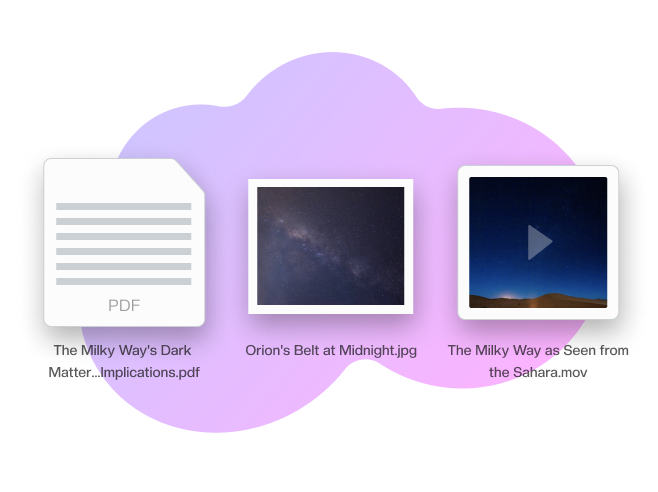 PDF
The Milky Way's Dark
Matter...Implications.pdf
Orion's Belt at Midnight.jpg
The Milky Way as Seen from
the Sahara.mov